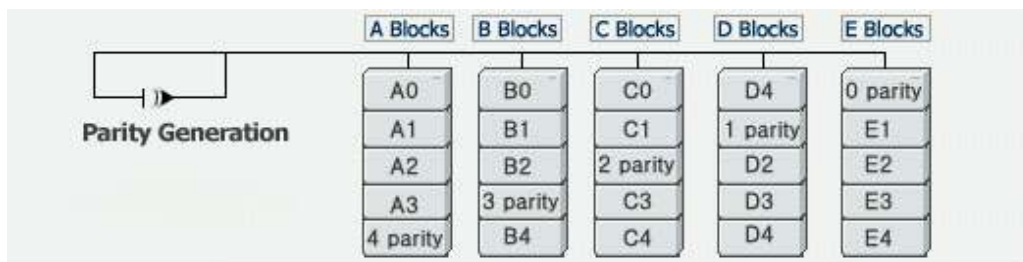 A Blocks B Blocks C Blocks D Blocks E Blocks
A0 B0 C0 D4 0 parity
Parity Generation
A1 B1 C1 1 parity E1
A2 B2 2 parity D2 E2
A3 3 parity C3 D3 E3
4 parity B4 C4 D4 E4